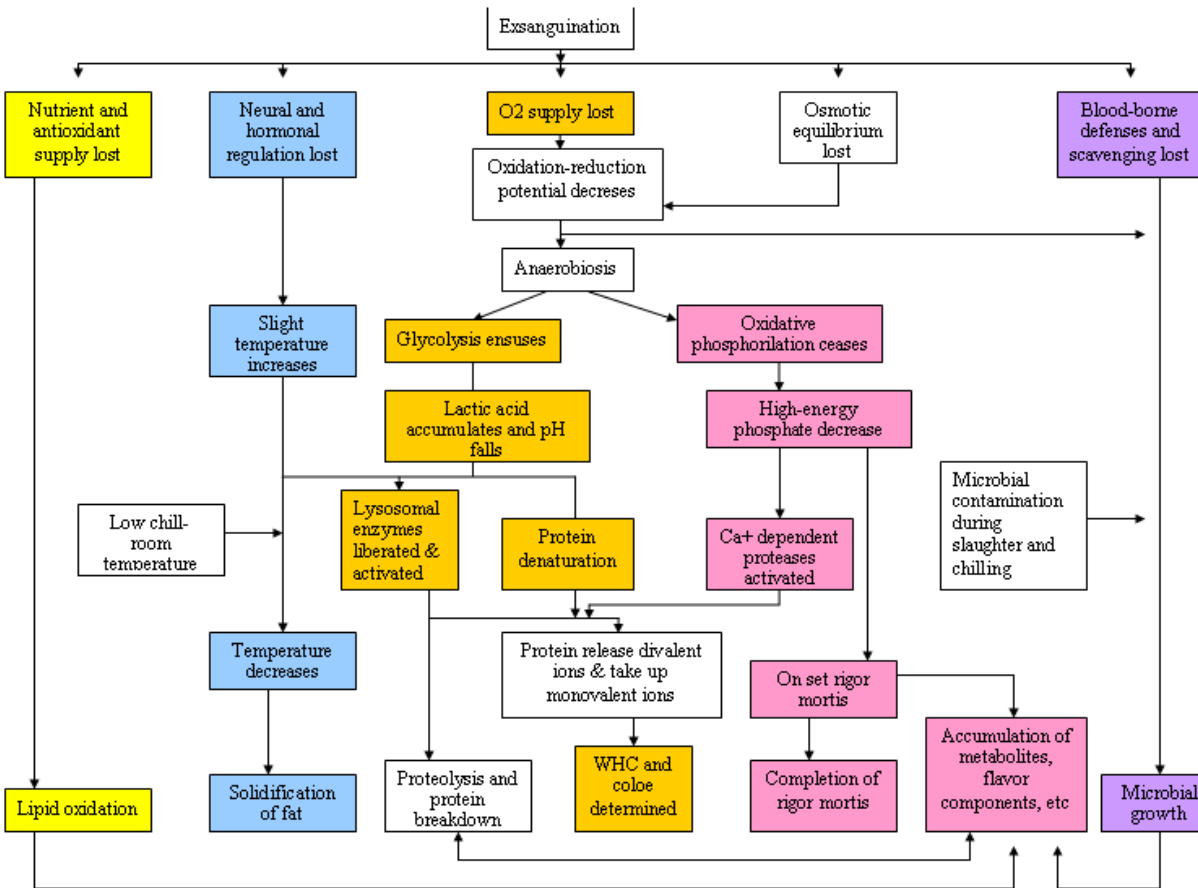 Exsanguination
Nutrient and
antioxidant
supply lost
Neural and
hormonal
regulation lost
O2 supply lost
Osmotic
equilibrium
lost
Blood-borne
defenses and
scavenging lost
Oxidation-reduction
potential decreses
Anaerobiosis
Slight
temperature
increases
Glycolysis ensuses
Oxidative
phosphorilation ceases
Lactic acid
accumulates and pH
falls
High-energy
phosphate decrease
Low chill-
room
temperature
Lysosomal
enzymes
liberated &
activated
Protein
denaturation
Ca+ dependent
proteases
activated
Microbial
contamination
during
slaughter and
chilling
Temperature
decreases
Protein release divalent
ions & take up
monovalent ions
On set rigor
mortis
Solidification
of fat
Proteolysis and
protein
breakdown
WHC and
coloe
determined
Completion of
rigor mortis
Accumulation of
metabolites,
flavor
components, etc
Lipid oxidation
Microbial
growth